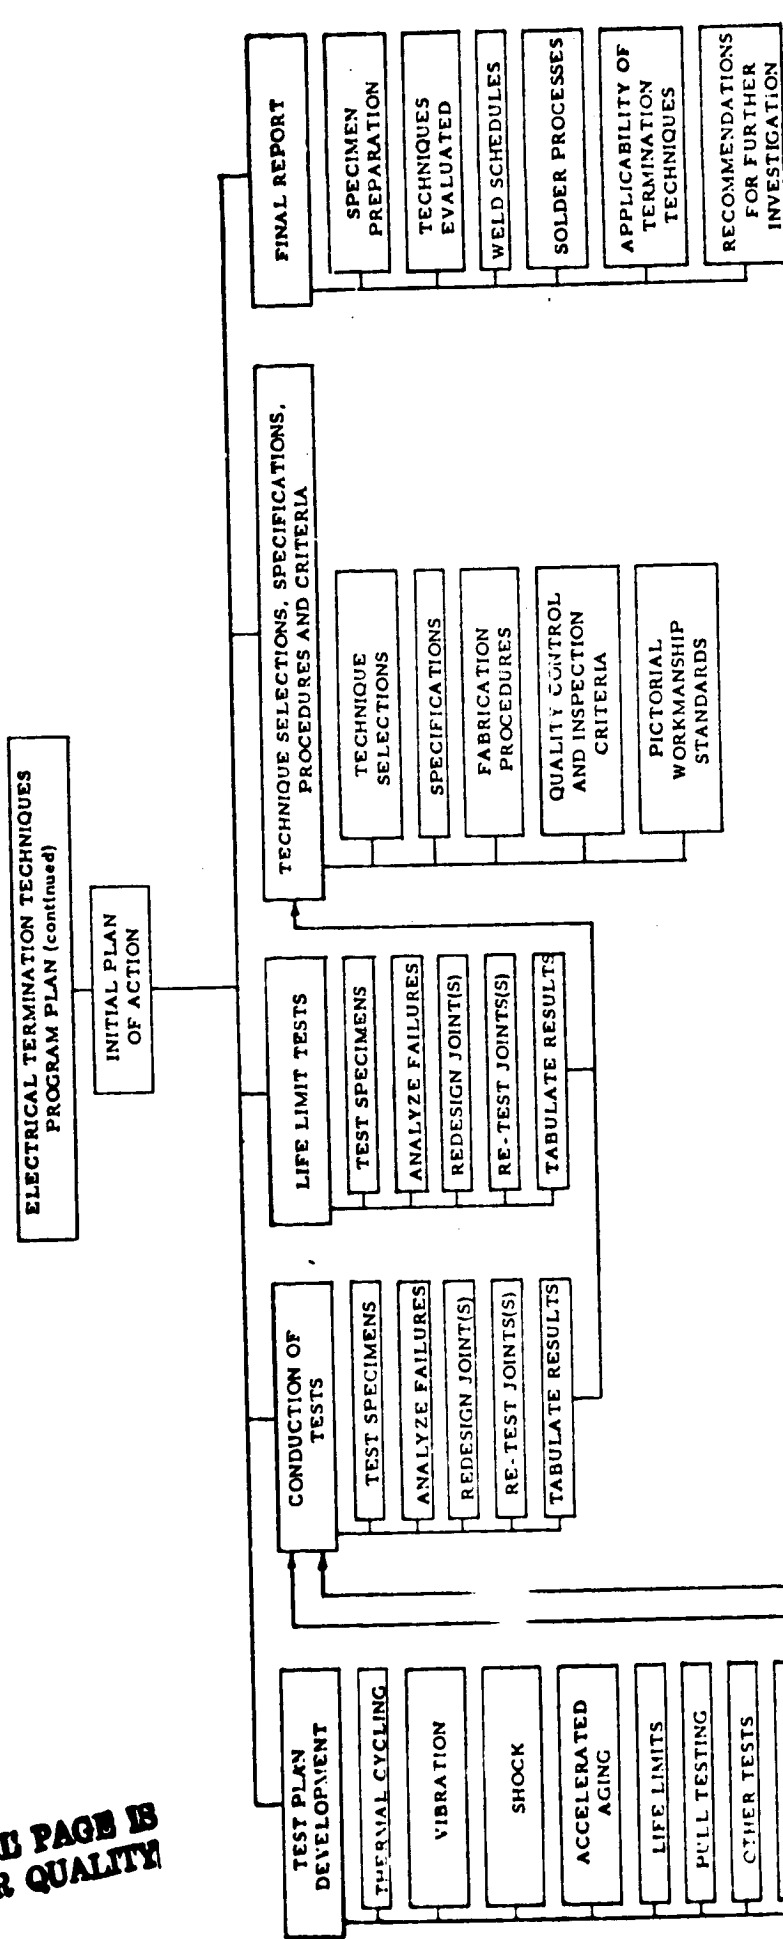 ELECTRICAL TERMINATION TECHNIQUES
PROGRAM PLAN (continued)
INITIAL PLAN
OF ACTION
TEST PLAN
DEVELOPMENT
THERMAL CYCLING
VIBRATION
SHOCK
ACCELERATED
AGING
LIFE LIMITS
PULL TESTING
OTHER TESTS
CONDUCTION OF
TESTS
TEST SPECIMENS
ANALYZE FAILURES
REDESIGN JOINT(S)
RE-TEST JOINTS(S)
TABULATE RESULTS
LIFE LIMIT TESTS
TEST SPECIMENS
ANALYZE FAILURES
REDESIGN JOINT(S)
RE-TEST JOINTS(S)
TABULATE RESULTS
TECHNIQUE SELECTIONS, SPECIFICATIONS,
PROCEDURES AND CRITERIA
TECHNIQUE
SELECTIONS
SPECIFICATIONS
FABRICATION
PROCEDURES
QUALITY CONTROL
AND INSPECTION
CRITERIA
PICTORIAL
WORKMANSHIP
STANDARDS
FINAL REPORT
SPECIMEN
PREPARATION
TECHNIQUES
EVALUATED
WELD SCHEDULES
SOLDER PROCESSES
APPLICABILITY OF
TERMINATION
TECHNIQUES
RECOMMENDATIONS
FOR FURTHER
INVESTIGATION
PAGE IS
QUALITY